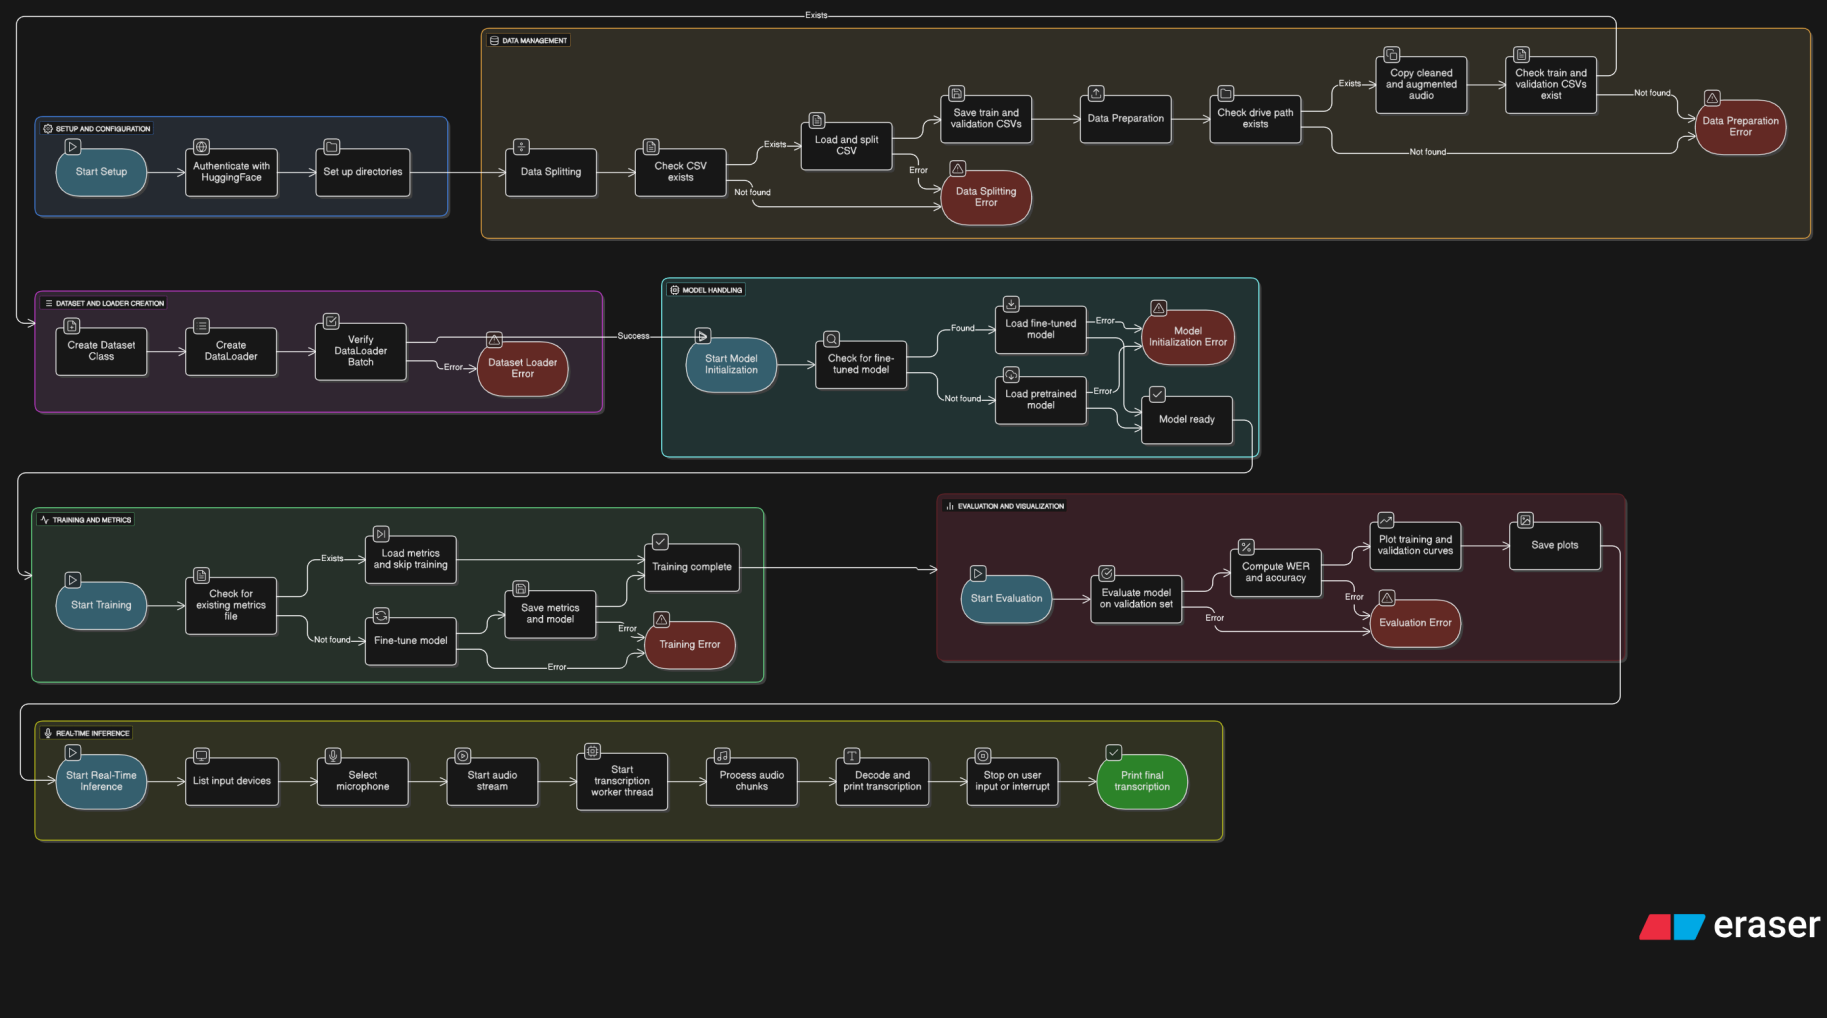 Exists
DATA MANAGEMENT
Copy cleaned
and augmented
audio
Check train and
validation CSVs
exist
Exists
Not found
Save train and
validation CSVs
Data Preparation
Check drive path
exists
Data Preparation
Error
Not found
SETUP AND CONFIGURATION
Start Setup
Authenticate with
HuggingFace
Set up directories
Data Splitting
Check CSV
exists
Exists
Not found
Load and split
CSV
Error
Data Splitting
Error
DATASET AND LOADER CREATION
Create Dataset
Class
Create
DataLoader
Verify
DataLoader
Batch
Error
Dataset Loader
Error
Success
MODEL HANDLING
Start Model
Initialization
Check for fine-
tuned model
Found
Not found
Load fine-tuned
model
Load pretrained
model
Error
Error
Model
Initialization Error
Model ready
TRAINING AND METRICS
Start Training
Check for
existing metrics
file
Exists
Not found
Load metrics
and skip training
Fine-tune model
Save metrics
and model
Error
Error
Training complete
Training Error
EVALUATION AND VISUALIZATION
Start Evaluation
Evaluate model
on validation set
Error
Compute WER
and accuracy
Error
Plot training and
validation curves
Save plots
Evaluation Error
REAL-TIME INFERENCE
Start Real-Time
Inference
List input devices
Select
microphone
Start audio
stream
Start
transcription
worker thread
Process audio
chunks
Decode and
print transcription
Stop on user
input or interrupt
Print final
transcription
eraser